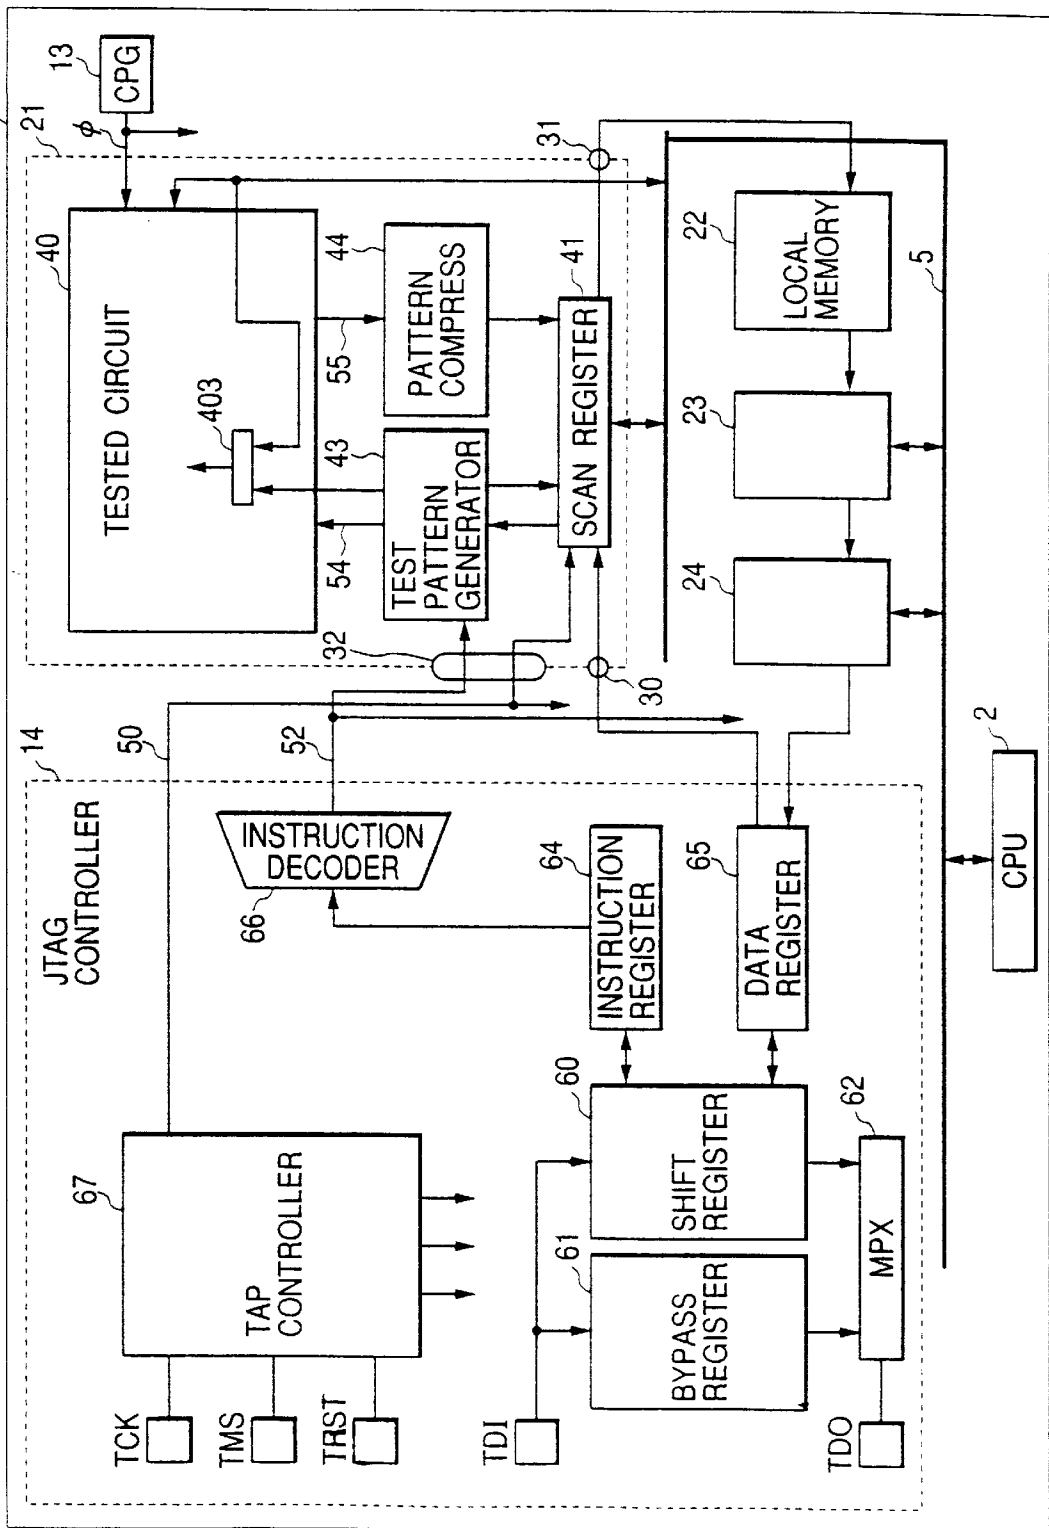 14
JTAG
CONTROLLER
TCK
TMS
TRST
67
TAP
CONTROLLER
50
66
INSTRUCTION
DECODER
52
32
TDI
61
BYPASS
REGISTER
60
SHIFT
REGISTER
64
INSTRUCTION
REGISTER
65
DATA
REGISTER
62
MPX
TDO
30
21
ϕ
13
CPG
40
TESTED CIRCUIT
403
54
55
43
TEST
PATTERN
GENERATOR
44
PATTERN
COMPRESS
41
SCAN REGISTER
31
24
23
22
LOCAL
MEMORY
5
2
CPU